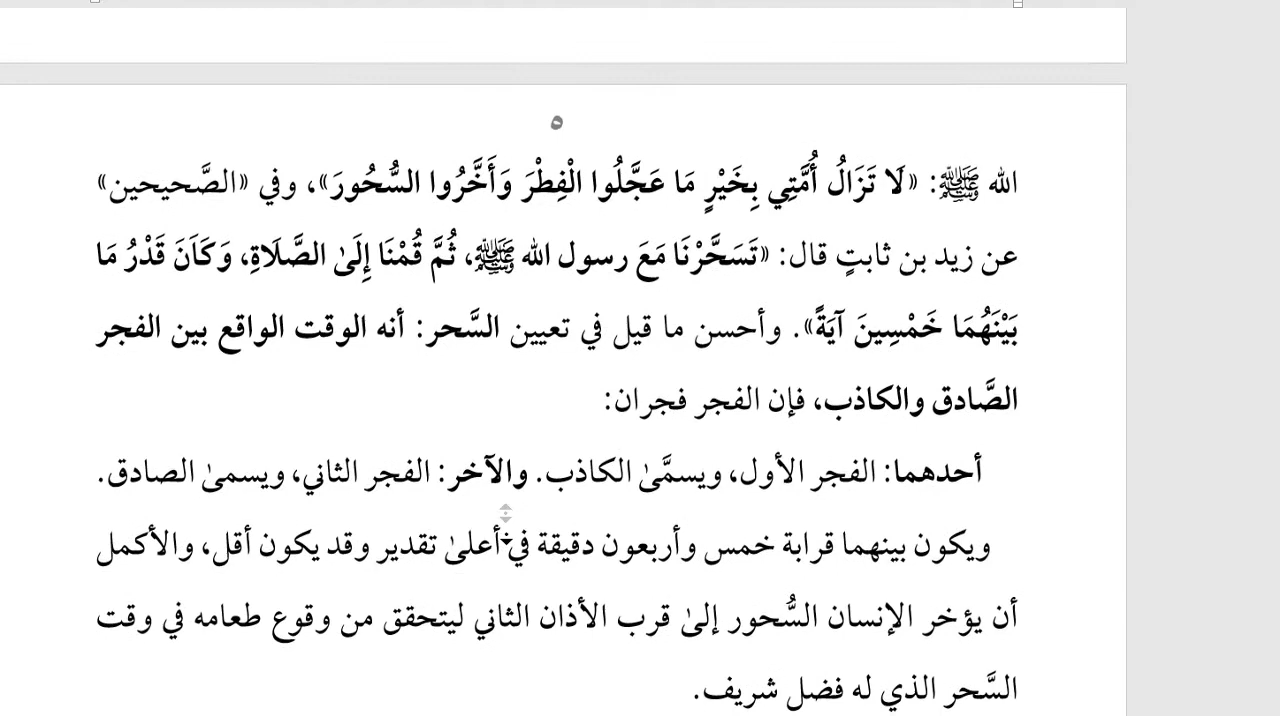 ٥
الله ﷺ: «لَا تَزَالُ أُمَّتِي بِخَيْرٍ مَا عَجَّلُوا الْفِطْرَ وَأَخَّرُوا السُّحُورَ»، وفي «الصَّحيحين»
عن زيد بن ثابتٍ قال: «تَسَحَّرْنَا مَعَ رسول الله ﷺ، ثُمَّ قُمْنَا إِلَىٰ الصَّلَاةِ، وَكَاَنَ قَدْرُ مَا
بَيْنَهُمَا خَمْسِينَ آيَةً». وأحسن ما قيل في تعيين السَّحر: أنه الوقت الواقع بين الفجر
الصَّادق والكاذب، فإن الفجر فجران:
أحدهما: الفجر الأول، ويسمَّىٰ الكاذب. والآخر: الفجر الثاني، ويسمىٰ الصادق.
ويكون بينهما قرابة خمس وأربعون دقيقة في أعلىٰ تقدير وقد يكون أقل، والأكمل
أن يؤخر الإنسان السُّحور إلىٰ قرب الأذان الثاني ليتحقق من وقوع طعامه في وقت
السَّحر الذي له فضل شريف.